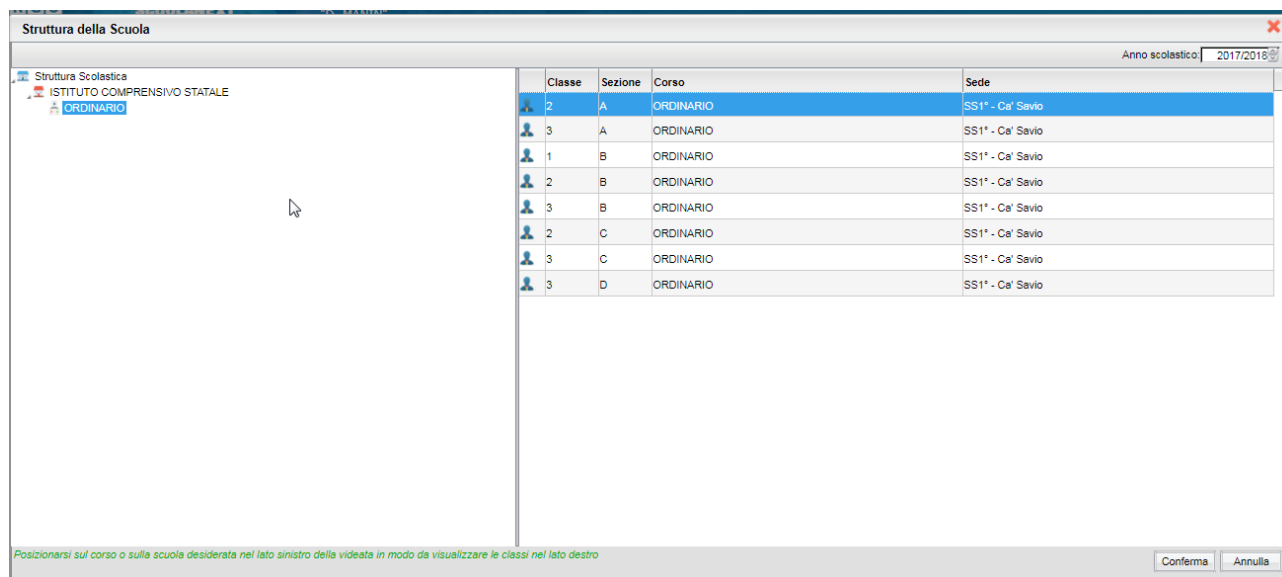 Struttura della Scuola
Anno scolastico: 2017/2018
Struttura Scolastica
ISTITUTO COMPRENSIVO STATALE
ORDINARIO
Classe Sezione Corso Sede
2 A ORDINARIO SS1° - Ca' Savio
3 A ORDINARIO SS1° - Ca' Savio
1 B ORDINARIO SS1° - Ca' Savio
2 B ORDINARIO SS1° - Ca' Savio
3 B ORDINARIO SS1° - Ca' Savio
2 C ORDINARIO SS1° - Ca' Savio
3 C ORDINARIO SS1° - Ca' Savio
3 D ORDINARIO SS1° - Ca' Savio
Posizionarsi sul corso o sulla scuola desiderata nel lato sinistro della videata in modo da visualizzare le classi nel lato destro
Conferma Annulla